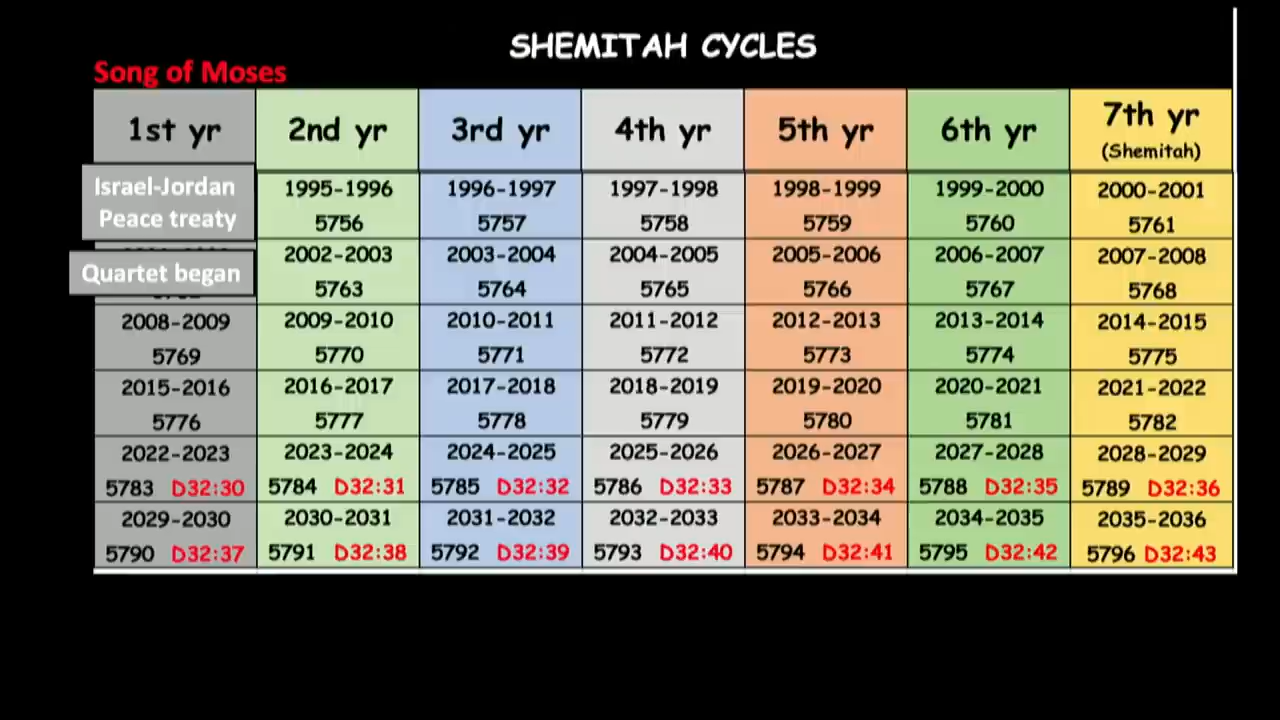 SHEMITAH CYCLES
Song of Moses
1st yr 2nd yr 3rd yr 4th yr 5th yr 6th yr 7th yr
(Shemitah)
Israel-Jordan
Peace treaty
1995-1996 1996-1997 1997-1998 1998-1999 1999-2000 2000-2001
5756 5757 5758 5759 5760 5761
Quartet began
2002-2003 2003-2004 2004-2005 2005-2006 2006-2007 2007-2008
5763 5764 5765 5766 5767 5768
2008-2009 2009-2010 2010-2011 2011-2012 2012-2013 2013-2014 2014-2015
5769 5770 5771 5772 5773 5774 5775
2015-2016 2016-2017 2017-2018 2018-2019 2019-2020 2020-2021 2021-2022
5776 5777 5778 5779 5780 5781 5782
2022-2023 2023-2024 2024-2025 2025-2026 2026-2027 2027-2028 2028-2029
5783 D32:30 5784 D32:31 5785 D32:32 5786 D32:33 5787 D32:34 5788 D32:35 5789 D32:36
2029-2030 2030-2031 2031-2032 2032-2033 2033-2034 2034-2035 2035-2036
5790 D32:37 5791 D32:38 5792 D32:39 5793 D32:40 5794 D32:41 5795 D32:42 5796 D32:43